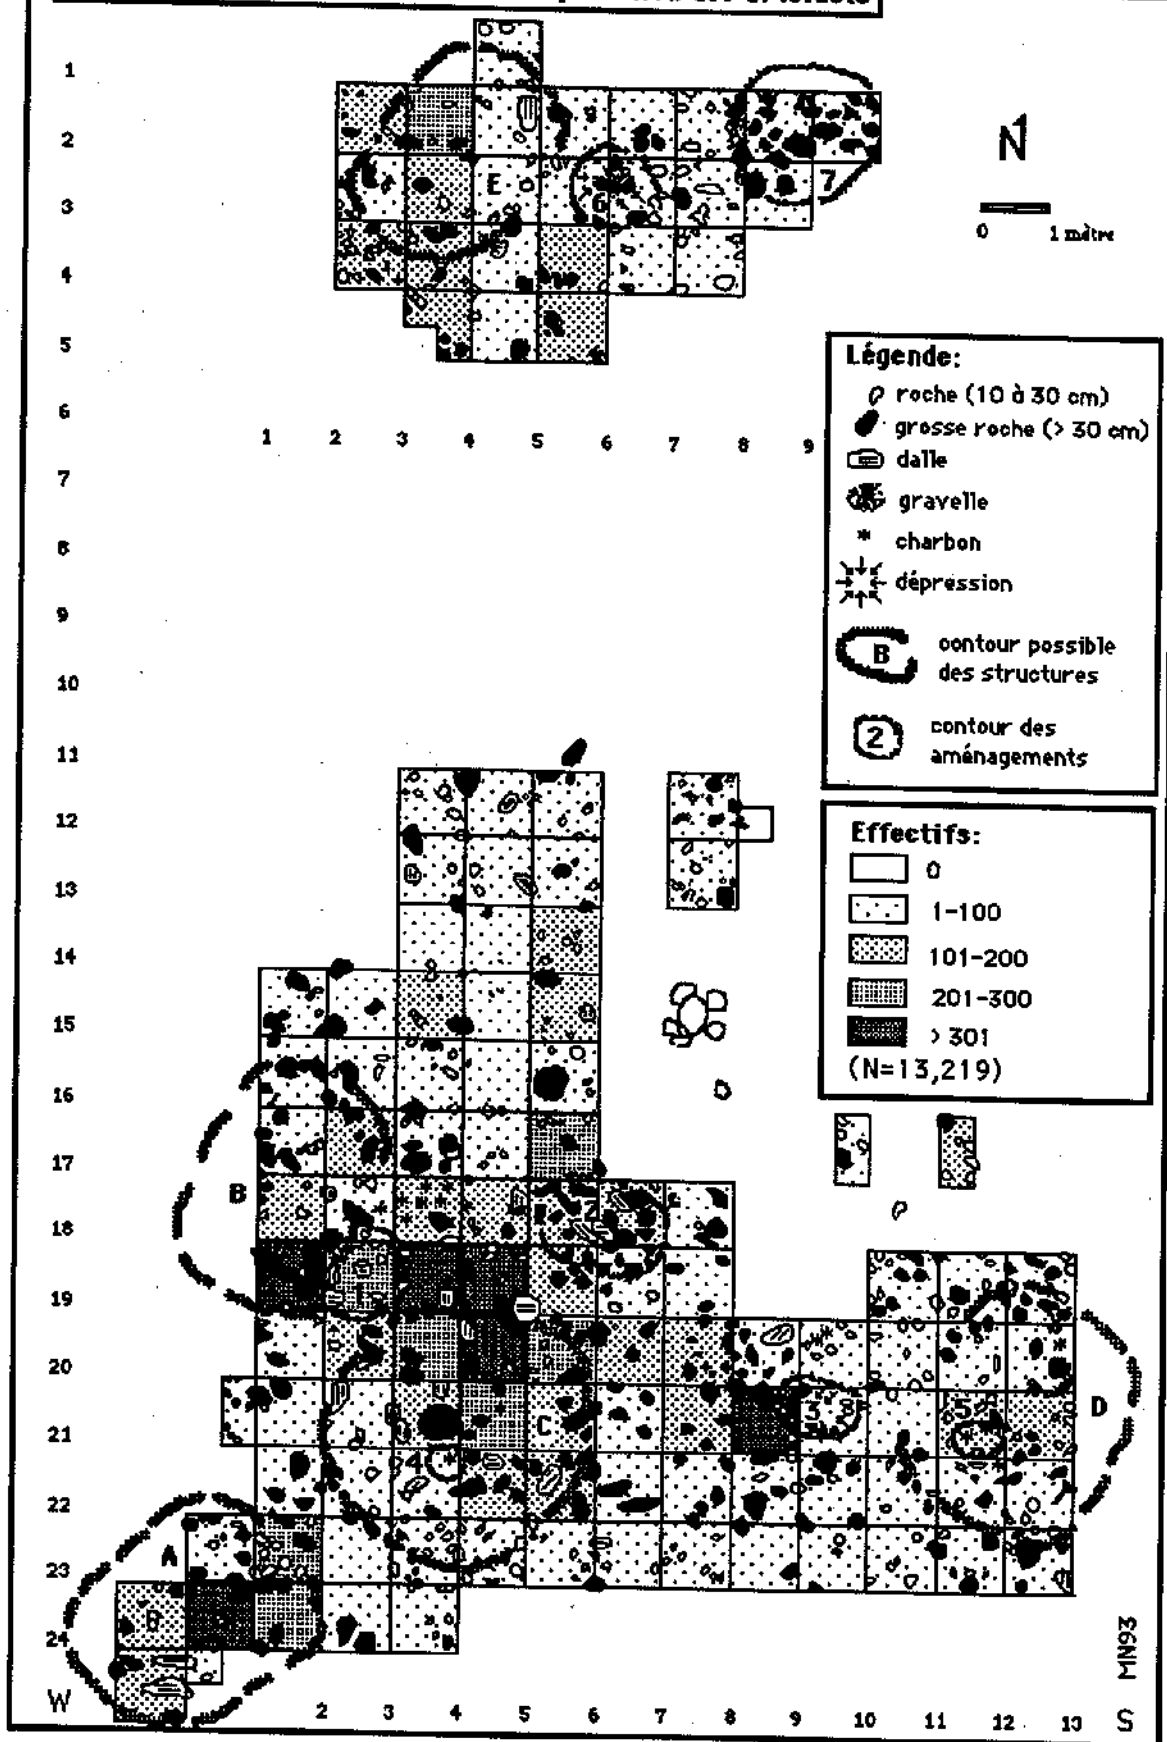 1
2
3
4
5
6
7
8
9
10
11
12
13
14
15
16
17
18
19
20
21
22
23
24
W
N
0 1 mètre
E
6
7
1 2 3 4 5 6 7 8 9
Légende:
roche (10 à 30 cm)
grosse roche (> 30 cm)
dalle
gravelle
charbon
dépression
B contour possible
des structures
2 contour des
aménagements
Effectifs:
0
1-100
101-200
201-300
> 301
(N=13,219)
B
2
1
C
3
5
D
4
A
MN93
2 3 4 5 6 7 8 9 10 11 12 13 S